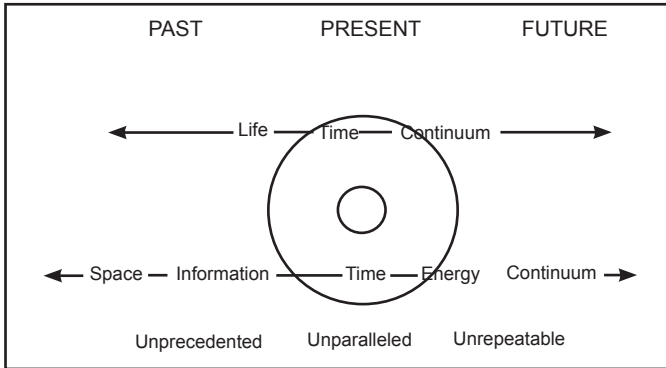 PAST PRESENT FUTURE
Life Time Continuum
Space Information Time Energy Continuum
Unprecedented Unparalleled Unrepeatable